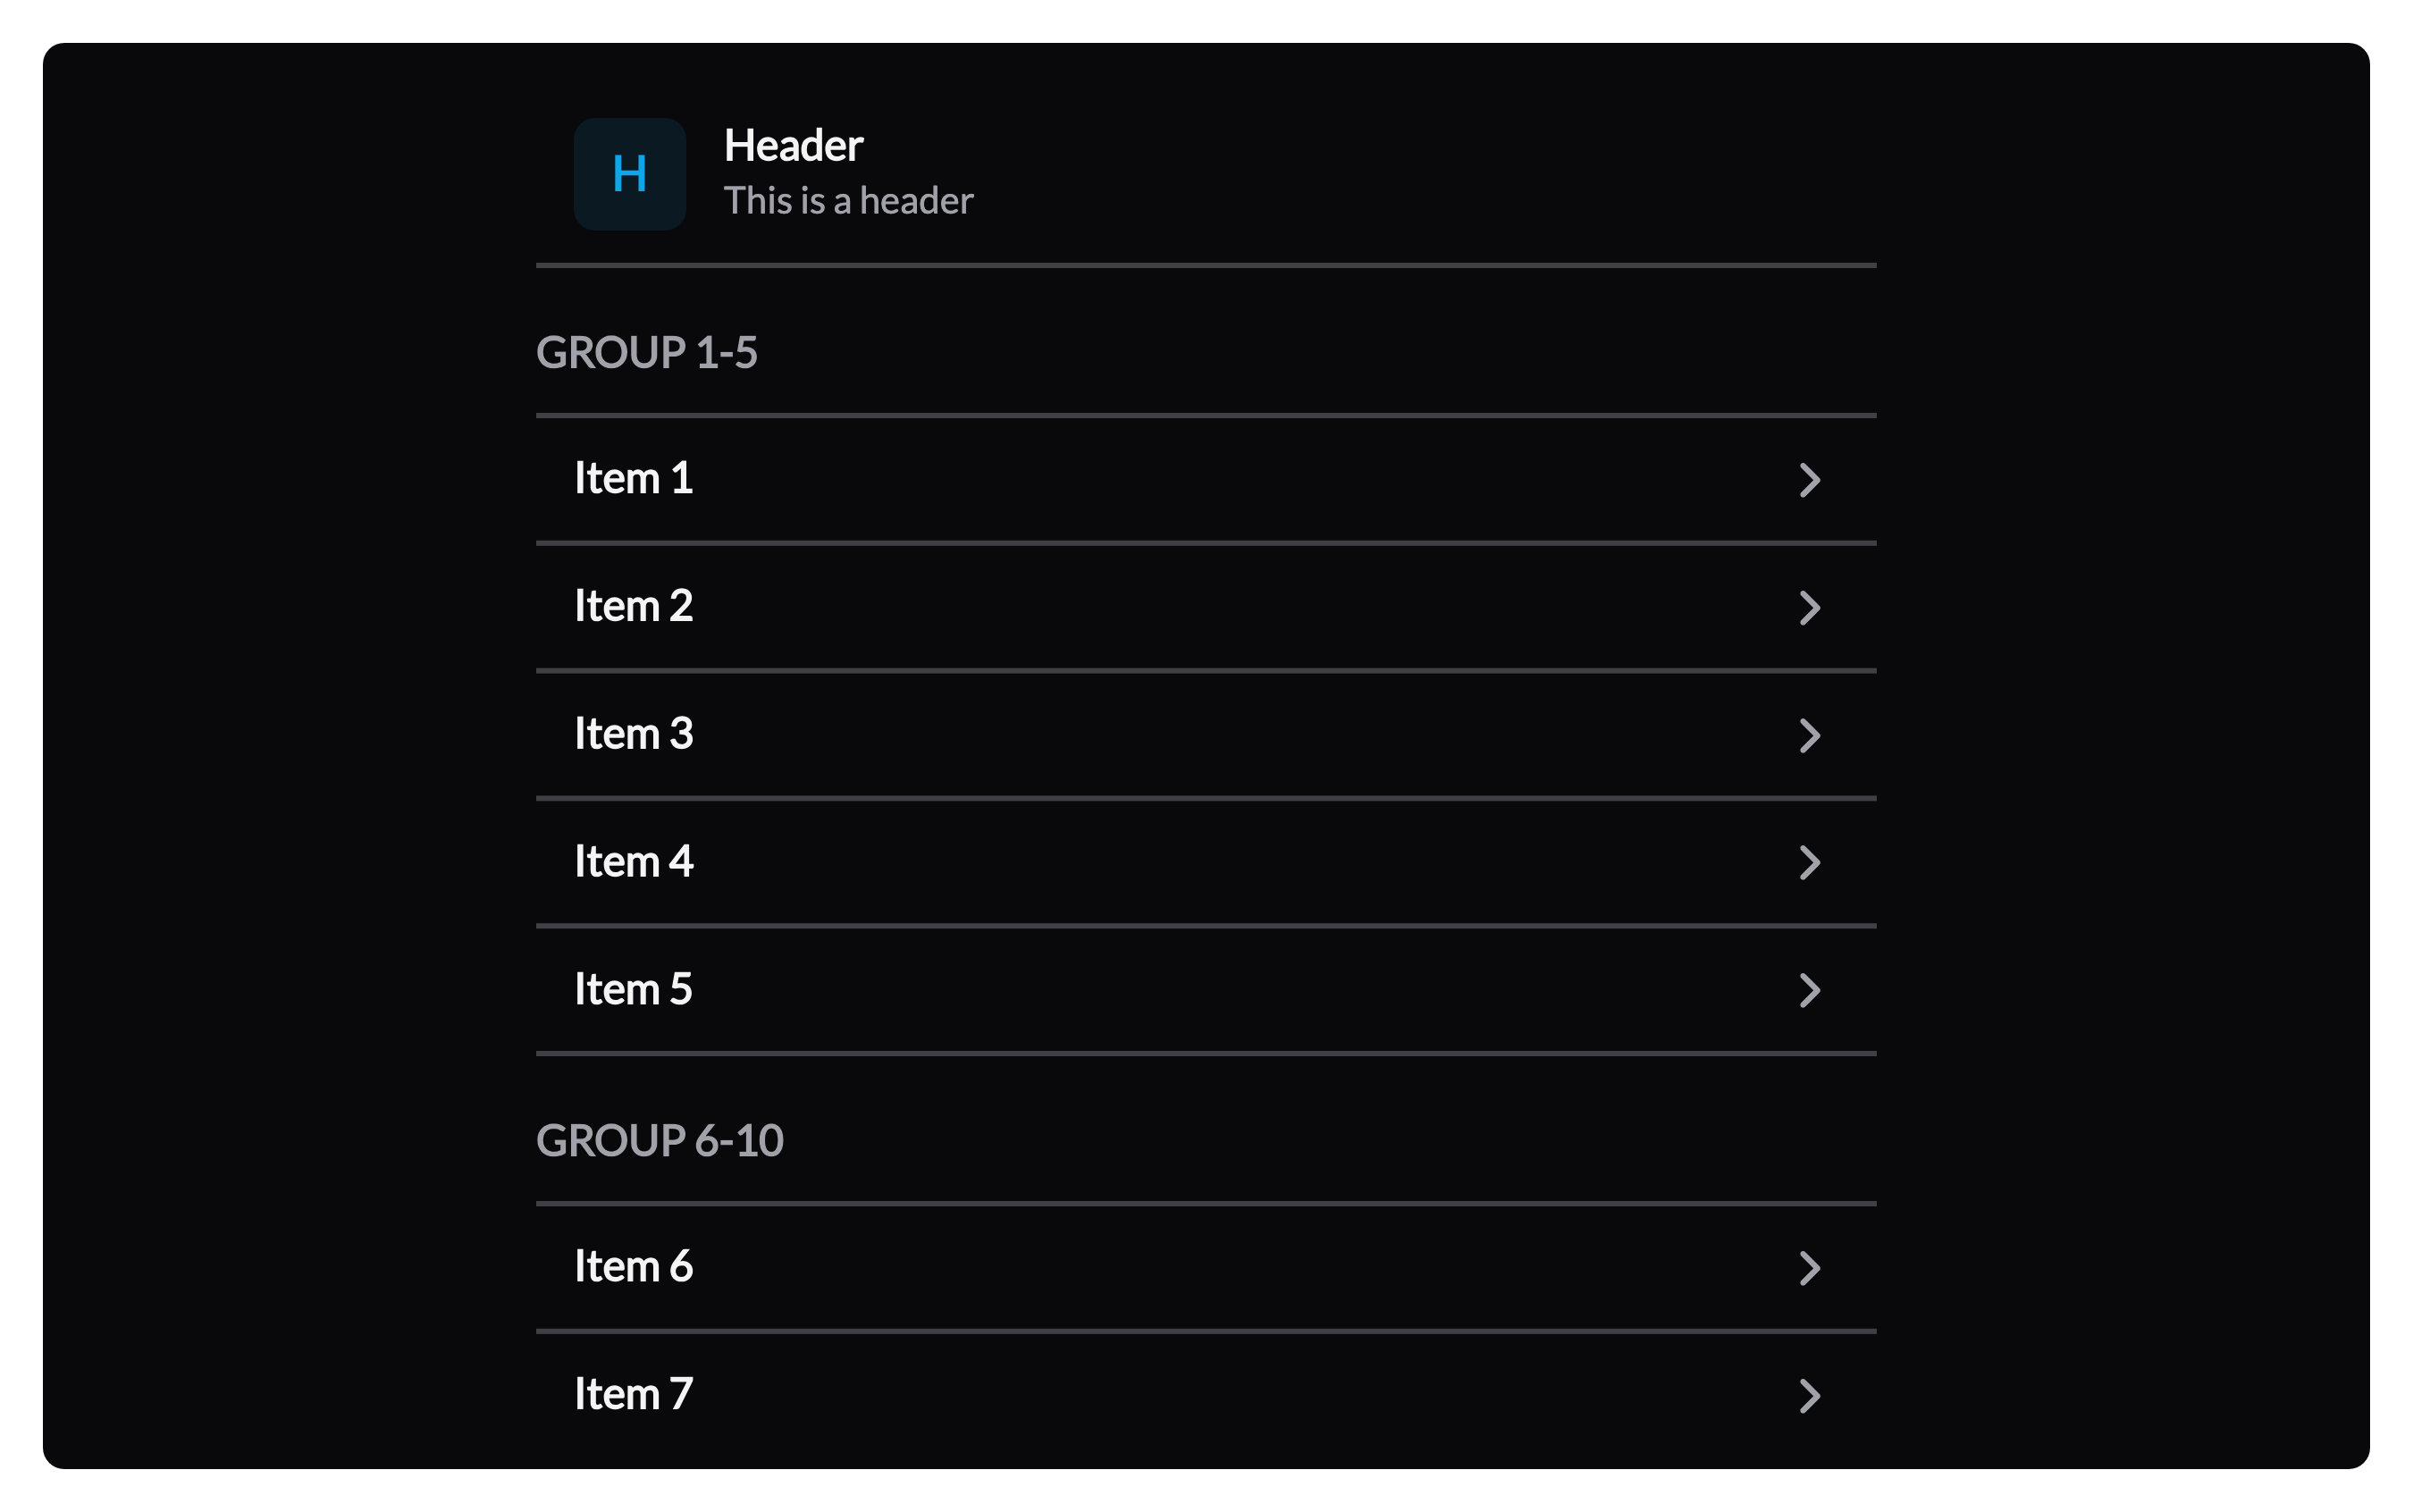 H
Header
This is a header
GROUP 1-5
Item 1
Item 2
Item 3
Item 4
Item 5
GROUP 6-10
Item 6
Item 7